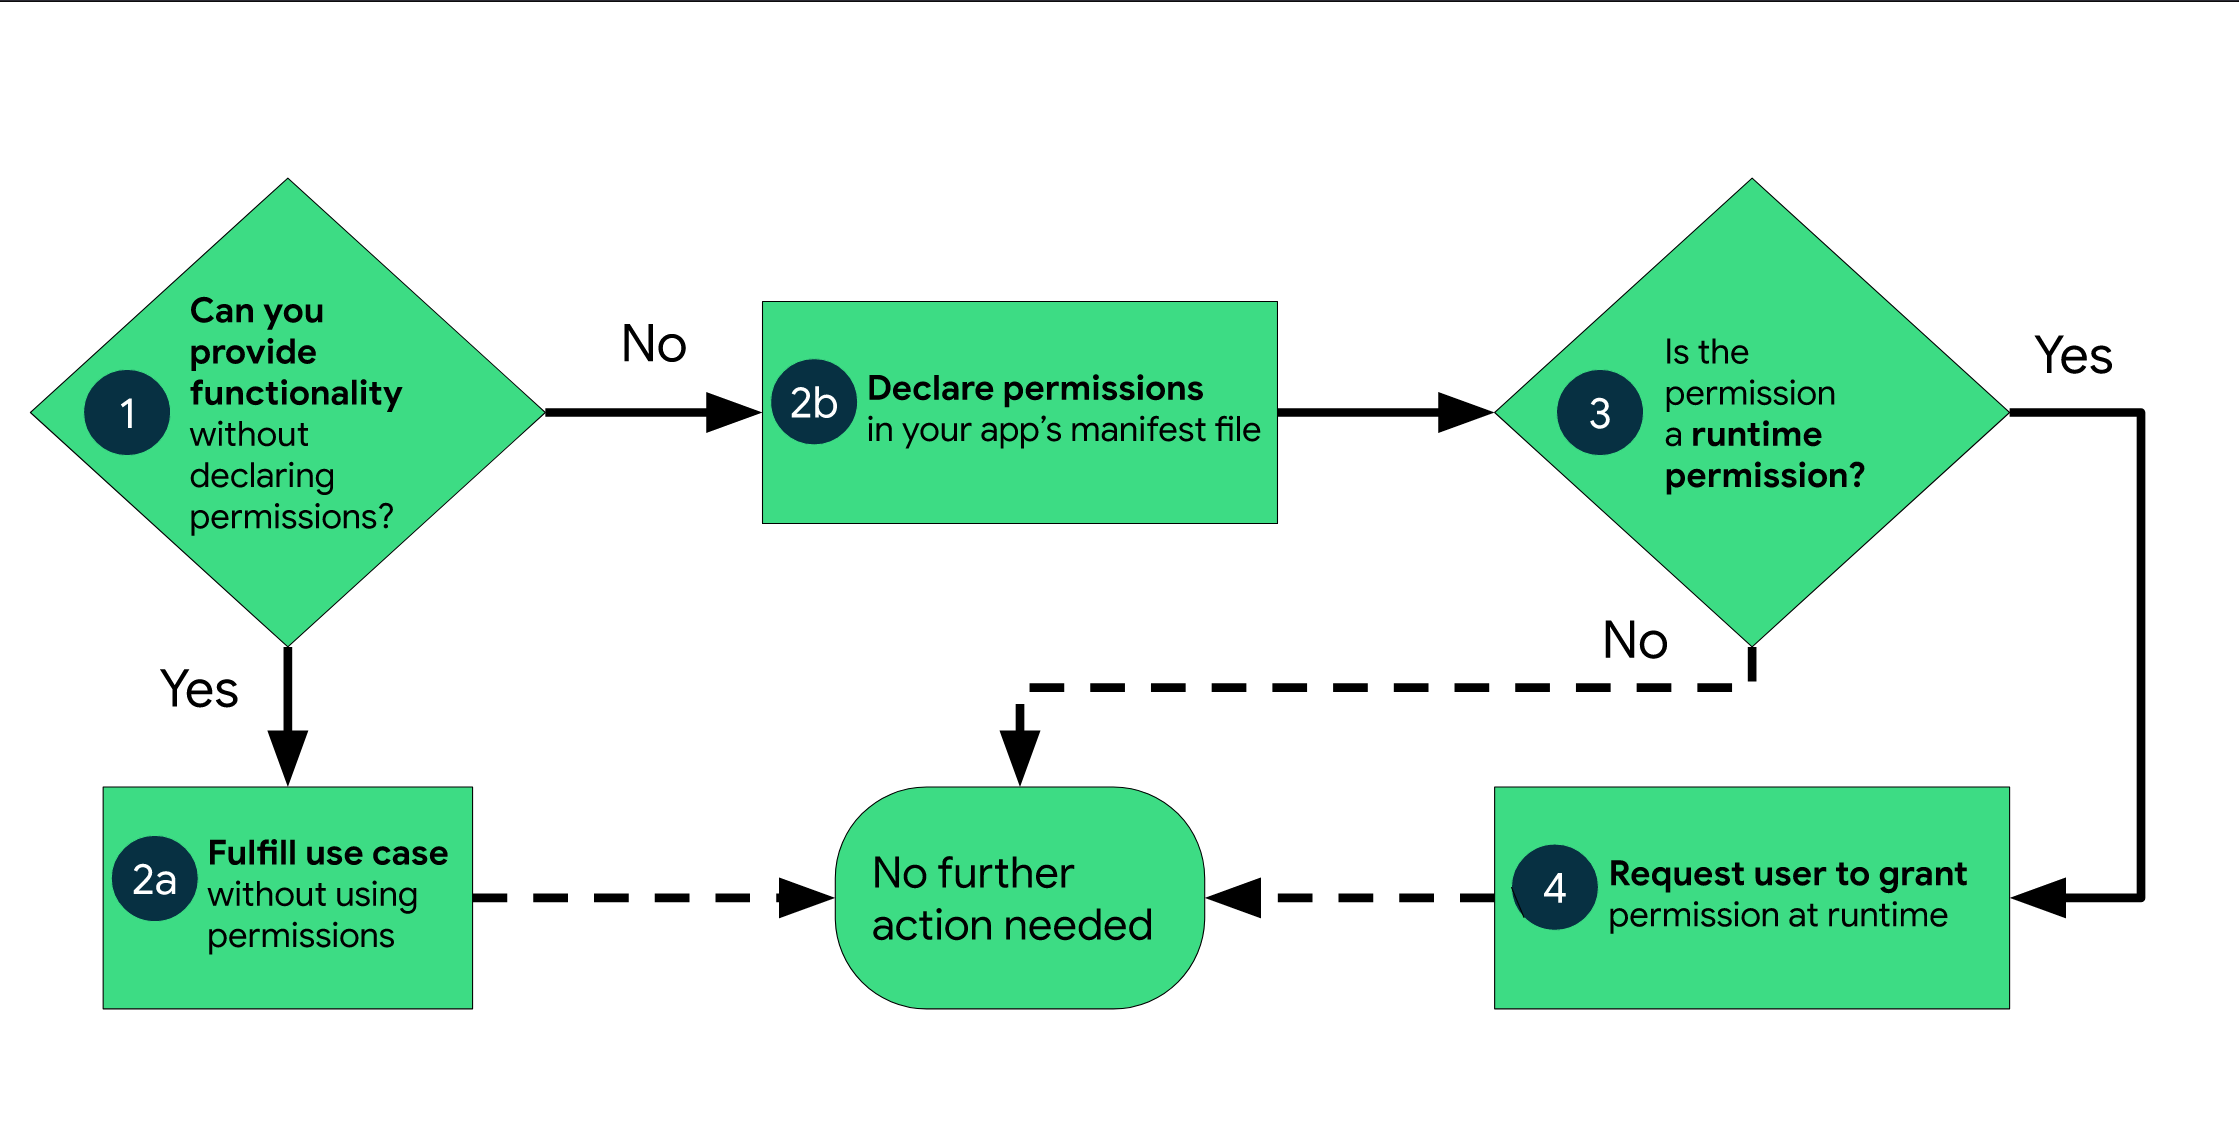 1
Can you
provide
functionality
without
declaring
permissions?
No
2b
Declare permissions
in your app's manifest file
3
Is the
permission
a runtime
permission?
Yes
No
Yes
2a
Fulfill use case
without using
permissions
No further
action needed
4
Request user to grant
permission at runtime